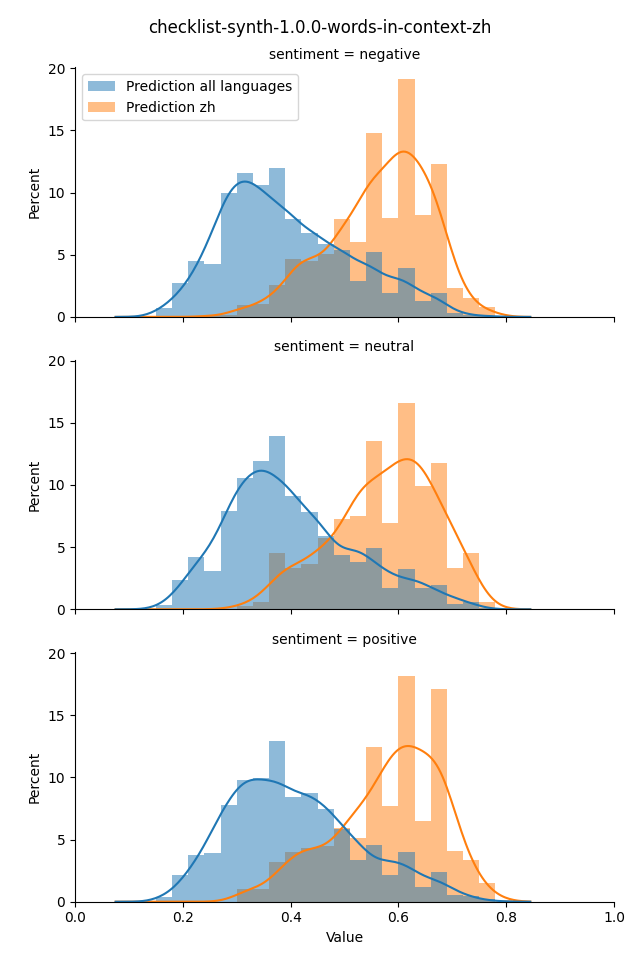 checklist-synth-1.0.0-words-in-context-zh
sentiment = negative
Prediction all languages
Prediction zh
20
15
10
5
0
Percent
sentiment = neutral
20
15
10
5
0
Percent
sentiment = positive
20
15
10
5
0
Percent
0.0 0.2 0.4 0.6 0.8 1.0
Value